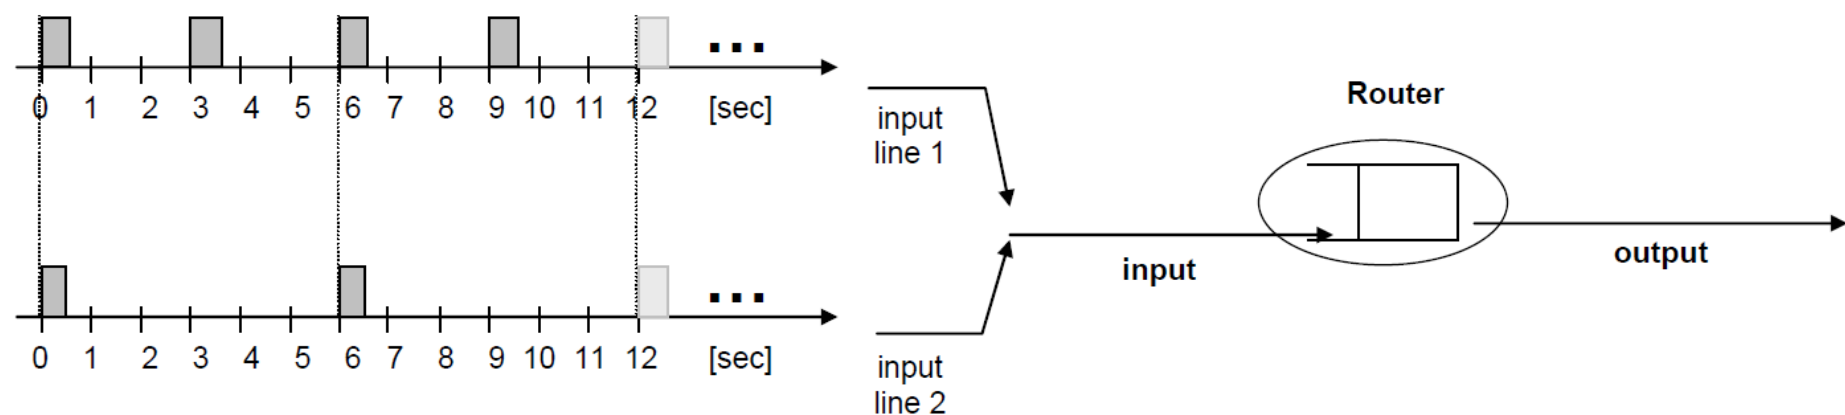 0 1 2 3 4 5 6 7 8 9 10 11 12 [sec]
...
0 1 2 3 4 5 6 7 8 9 10 11 12 [sec]
...
input
line 1
input
line 2
input
Router
output